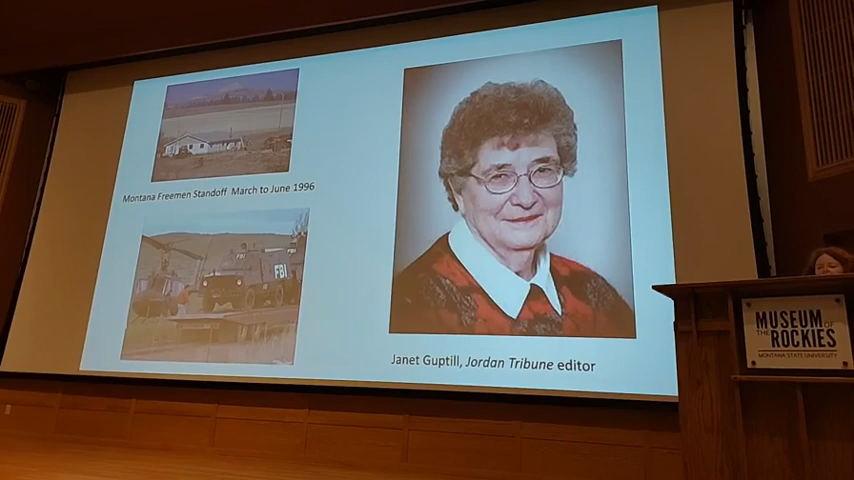 Montana Freemen Standoff March to June 1996
FBI
FBI
Janet Guptill, Jordan Tribune editor
MUSEUM
OF
THE
ROCKIES
MONTANA STATE UNIVERSITY